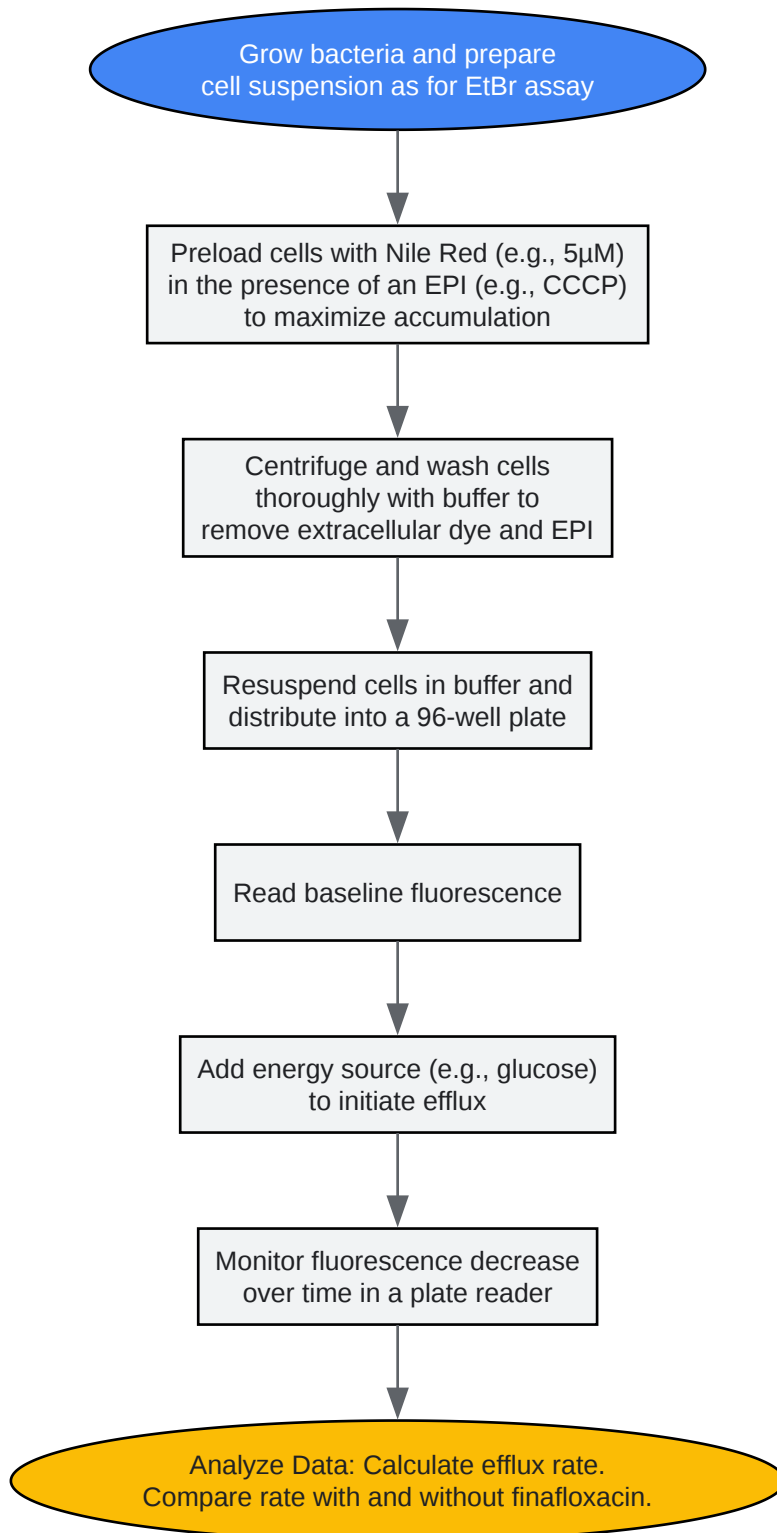 Grow bacteria and prepare
cell suspension as for EtBr assay
Preload cells with Nile Red (e.g., 5µM)
in the presence of an EPI (e.g., CCCP)
to maximize accumulation
Centrifuge and wash cells
thoroughly with buffer to
remove extracellular dye and EPI
Resuspend cells in buffer and
distribute into a 96-well plate
Read baseline fluorescence
Add energy source (e.g., glucose)
to initiate efflux
Monitor fluorescence decrease
over time in a plate reader
Analyze Data: Calculate efflux rate.
Compare rate with and without finafloxacin.